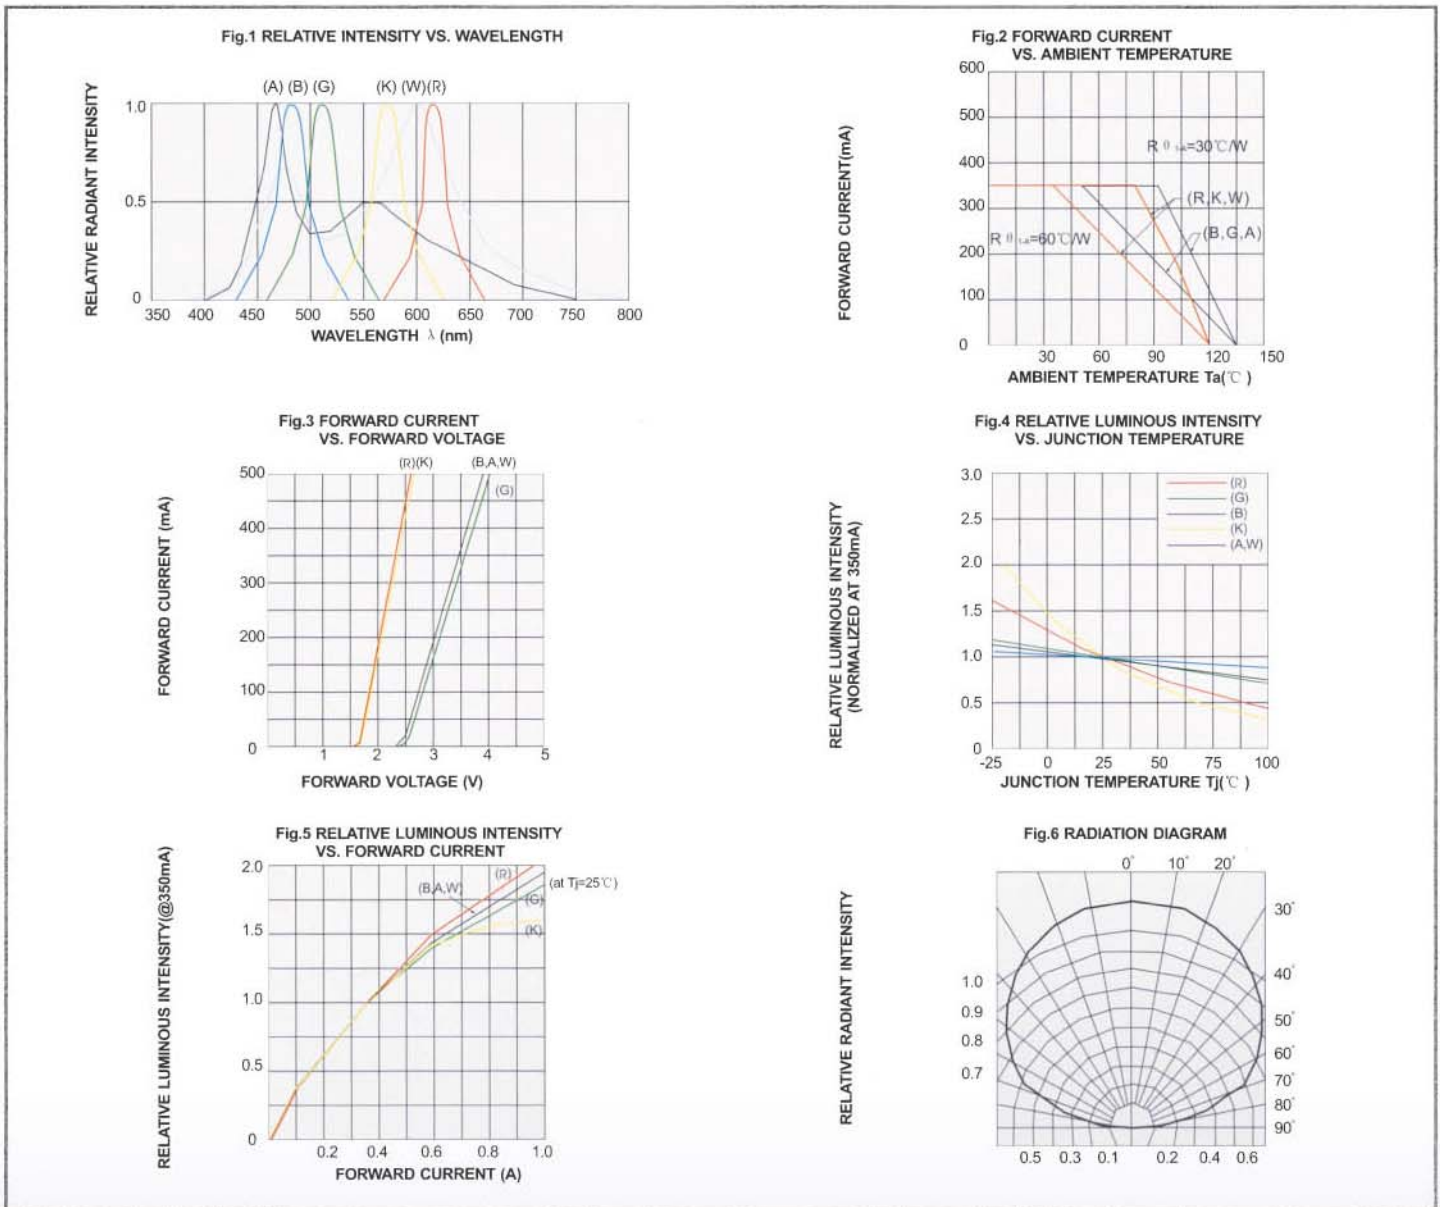 Fig.1 RELATIVE INTENSITY VS. WAVELENGTH
(A) (B) (G) (K) (W)(R)
RELATIVE RADIANT INTENSITY
1.0
0.5
0
350 400 450 500 550 600 650 700 750 800
WAVELENGTH λ (nm)
Fig.2 FORWARD CURRENT
VS. AMBIENT TEMPERATURE
FORWARD CURRENT(mA)
600
500
400
300
200
100
0
R θ =30℃/W
(R,K,W)
(B,G,A)
R θ =60℃/W
30 60 90 120 150
AMBIENT TEMPERATURE Ta(℃ )
Fig.3 FORWARD CURRENT
VS. FORWARD VOLTAGE
(R)(K) (B,A,W)
(G)
FORWARD CURRENT (mA)
500
400
300
200
100
0
1 2 3 4 5
FORWARD VOLTAGE (V)
Fig.4 RELATIVE LUMINOUS INTENSITY
VS. JUNCTION TEMPERATURE
RELATIVE LUMINOUS INTENSITY
(NORMALIZED AT 350mA)
3.0
2.5
2.0
1.5
1.0
0.5
0
(R)
(G)
(B)
(K)
(A,W)
-25 0 25 50 75 100
JUNCTION TEMPERATURE Tj(℃ )
Fig.5 RELATIVE LUMINOUS INTENSITY
VS. FORWARD CURRENT
RELATIVE LUMINOUS INTENSITY(@350mA)
2.0
1.5
1.0
0.5
0
(R)
(B,A,W)
(at Tj=25℃)
(G)
(K)
0.2 0.4 0.6 0.8 1.0
FORWARD CURRENT (A)
Fig.6 RADIATION DIAGRAM
RELATIVE RADIANT INTENSITY
0° 10° 20°
30°
40°
50°
60°
70°
80°
90°
1.0
0.9
0.8
0.7
0.5 0.3 0.1 0.2 0.4 0.6